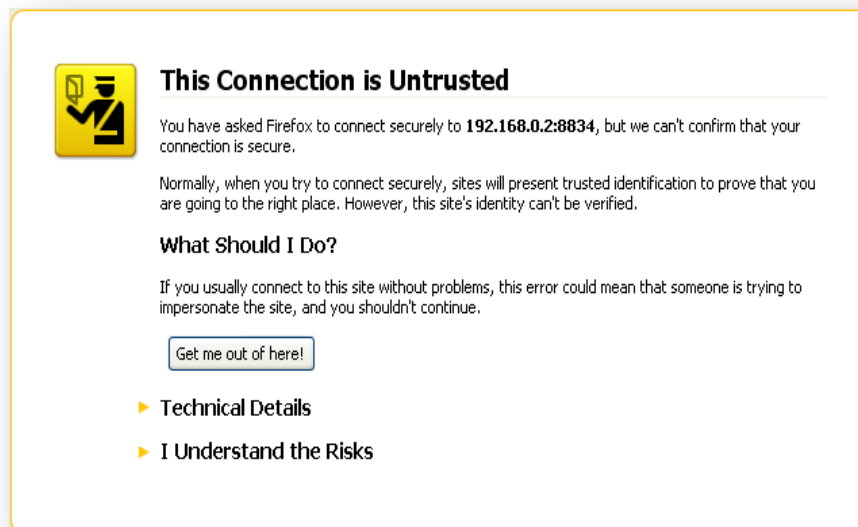 This Connection is Untrusted
You have asked Firefox to connect securely to 192.168.0.2:8834, but we can't confirm that your
connection is secure.
Normally, when you try to connect securely, sites will present trusted identification to prove that you
are going to the right place. However, this site's identity can't be verified.
What Should I Do?
If you usually connect to this site without problems, this error could mean that someone is trying to
impersonate the site, and you shouldn't continue.
Get me out of here!
Technical Details
I Understand the Risks